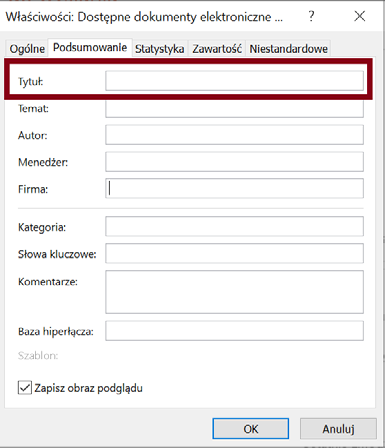 Właściwości: Dostępne dokumenty elektroniczne ...
Ogólne Podsumowanie Statystyka Zawartość Niestandardowe
Tytuł:
Temat:
Autor:
Menedżer:
Firma:
Kategoria:
Słowa kluczowe:
Komentarze:
Baza hiperłącza:
Szablon:
Zapisz obraz podglądu
OK Anuluj